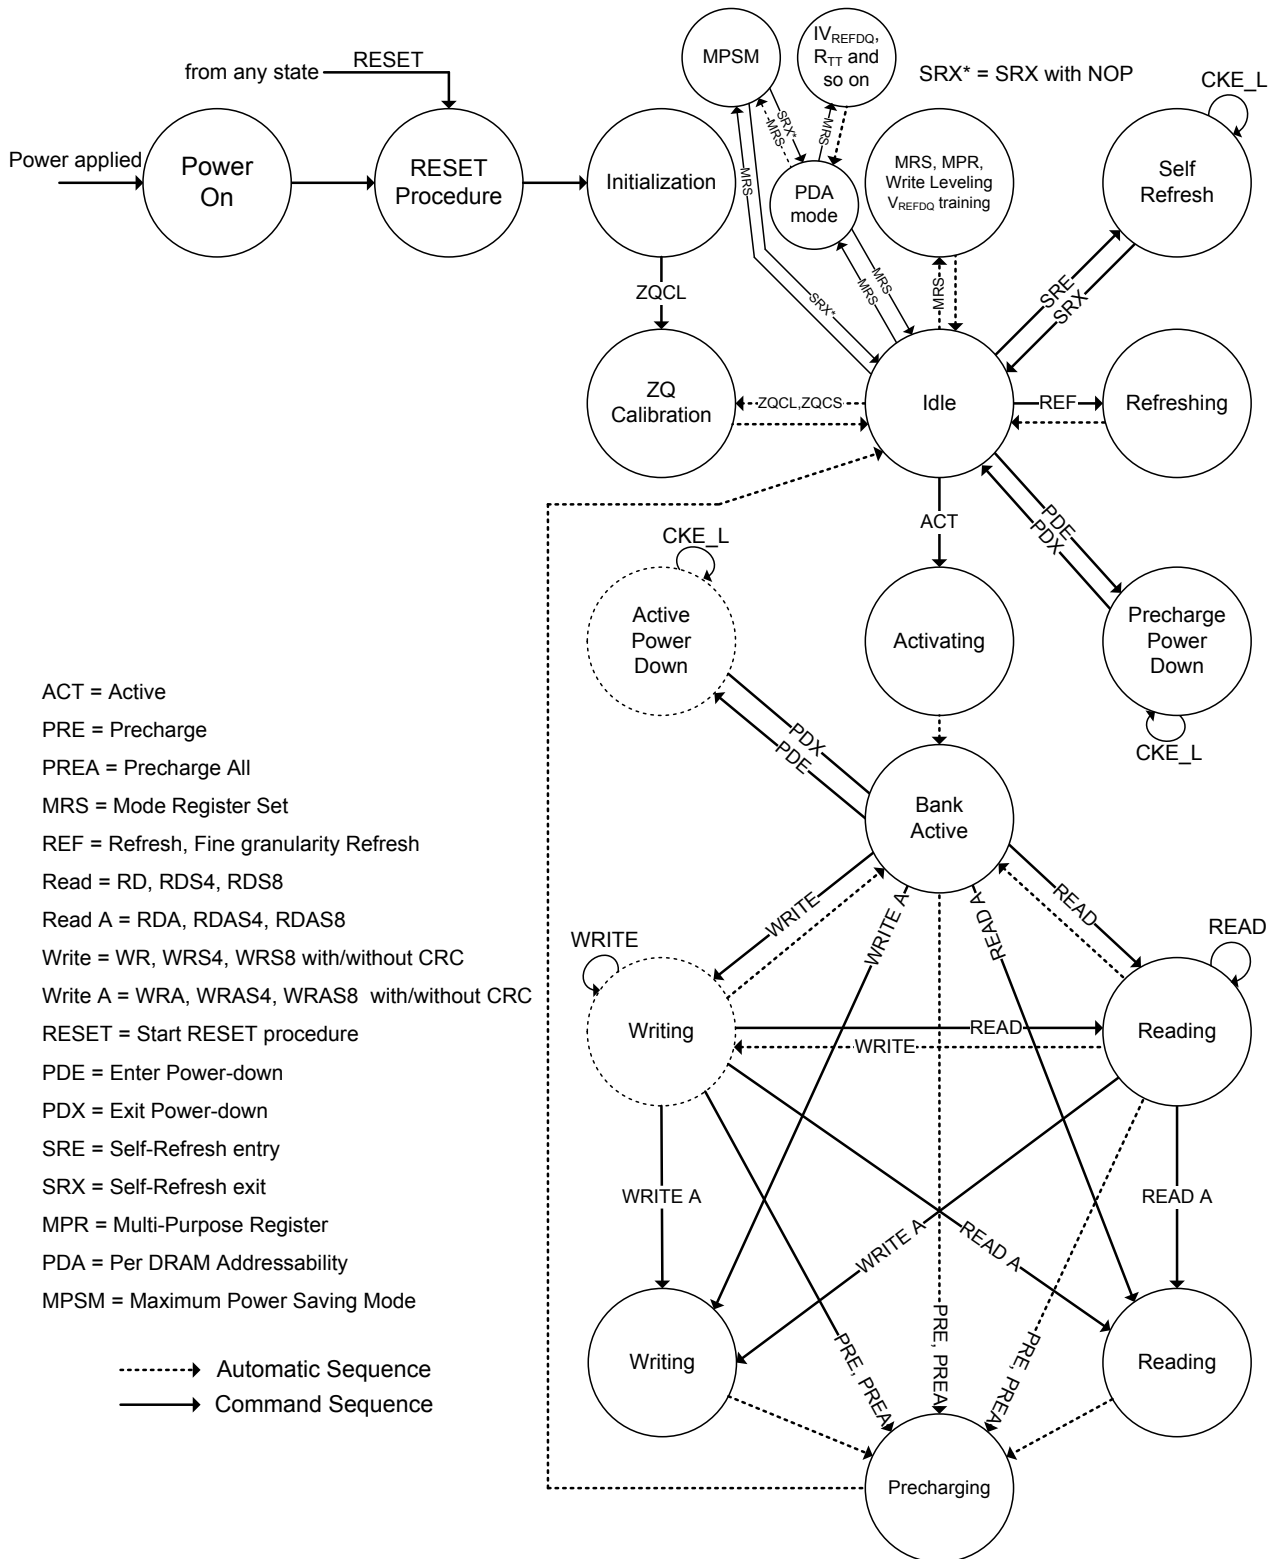 IV_REFDQ,
R_TT and
so on
MPSM
SRX* = SRX with NOP
CKE_L
from any state
RESET
Power applied
Power
On
RESET
Procedure
Initialization
PDA
mode
MRS, MPR,
Write Leveling
V_REFDQ training
Self
Refresh
SRX*
MRS
MRS
MRS
MRS
MRS
SRX*
MRS
SRE
SRX
ZQCL
ZQ
Calibration
ZQCL,ZQCS
Idle
REF
Refreshing
ACT
PDE
PDX
CKE_L
Active
Power
Down
Activating
Precharge
Power
Down
CKE_L
PDX
PDE
Bank
Active
ACT = Active
PRE = Precharge
PREA = Precharge All
MRS = Mode Register Set
REF = Refresh, Fine granularity Refresh
Read = RD, RDS4, RDS8
Read A = RDA, RDAS4, RDAS8
Write = WR, WRS4, WRS8 with/without CRC
Write A = WRA, WRAS4, WRAS8 with/without CRC
RESET = Start RESET procedure
PDE = Enter Power-down
PDX = Exit Power-down
SRE = Self-Refresh entry
SRX = Self-Refresh exit
MPR = Multi-Purpose Register
PDA = Per DRAM Addressability
MPSM = Maximum Power Saving Mode
Automatic Sequence
Command Sequence
WRITE
WRITE A
READ A
READ
WRITE
READ
Writing
READ
WRITE
Reading
WRITE A
WRITE A
READ A
READ A
PRE, PREA
PRE, PREA
PRE, PREA
Writing
Reading
Precharging